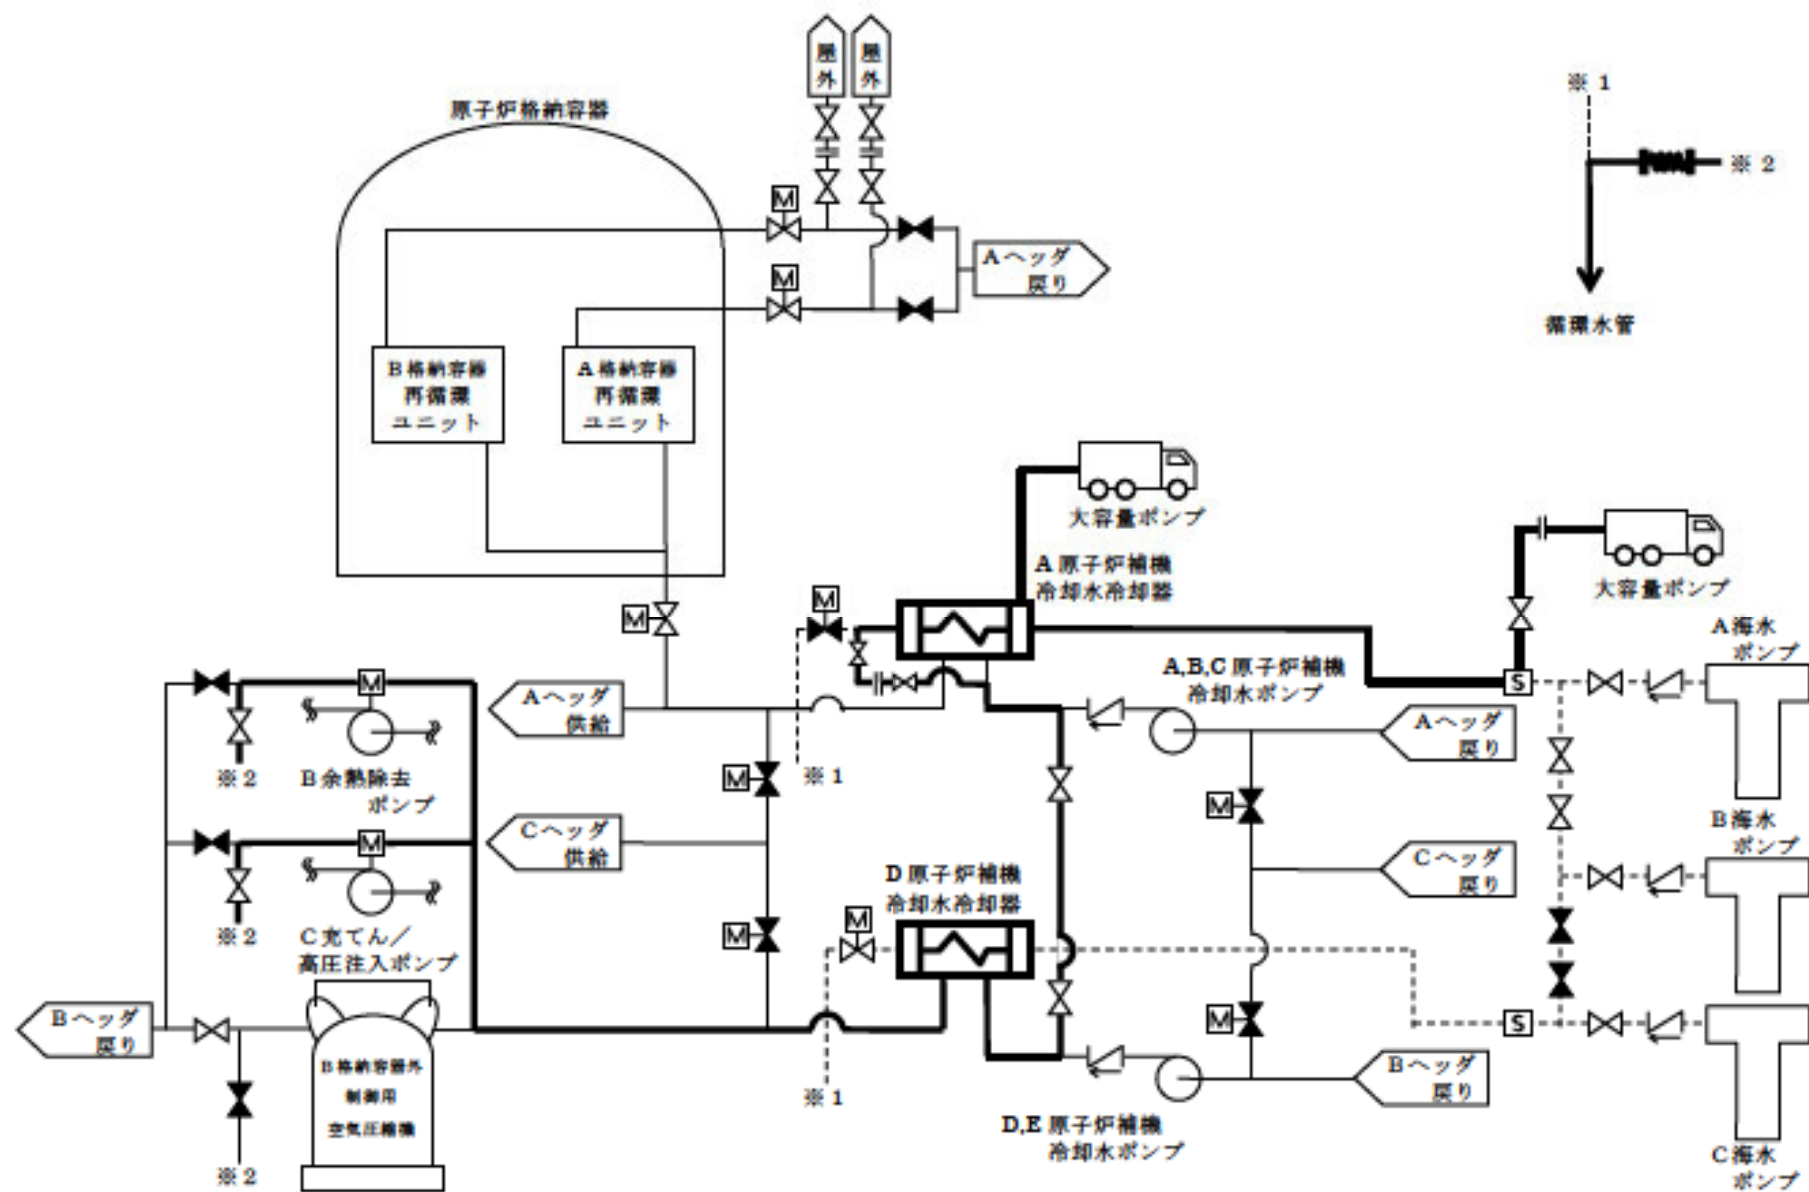 屋
外
屋
外
※1
原子炉格納容器
※2
M
Aヘッダ
戻り
M
循環水管
B格納容器
再循環
ユニット
A格納容器
再循環
ユニット
大容量ポンプ
A原子炉補機
冷却水冷却器
大容量ポンプ
M
M
A海水
ポンプ
A,B,C原子炉補機
冷却水ポンプ
M
S
Aヘッダ
供給
Aヘッダ
戻り
※2
B余熱除去
ポンプ
M
※1
M
B海水
ポンプ
M
Cヘッダ
供給
Cヘッダ
戻り
D原子炉補機
冷却水冷却器
※2
C充てん／
高圧注入ポンプ
M
M
Bヘッダ
戻り
M
S
B格納容器外
制御用
空気圧縮機
※1
Bヘッダ
戻り
D,E原子炉補機
冷却水ポンプ
※2
C海水
ポンプ